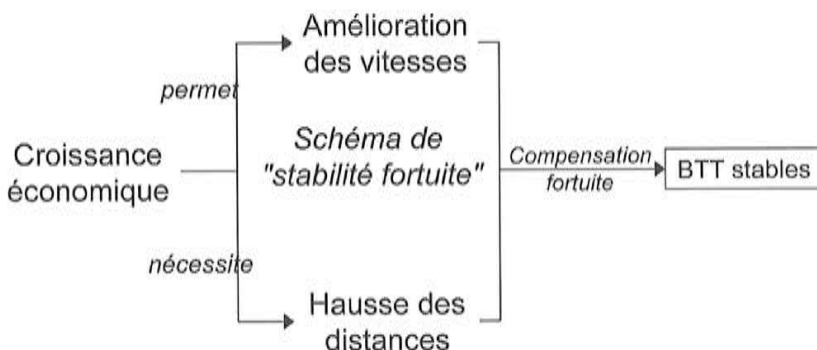 Amélioration
des vitesses
permet
Schéma de
"stabilité fortuite"
Croissance
économique
Compensation
fortuite
BTT stables
nécessite
Hausse des
distances